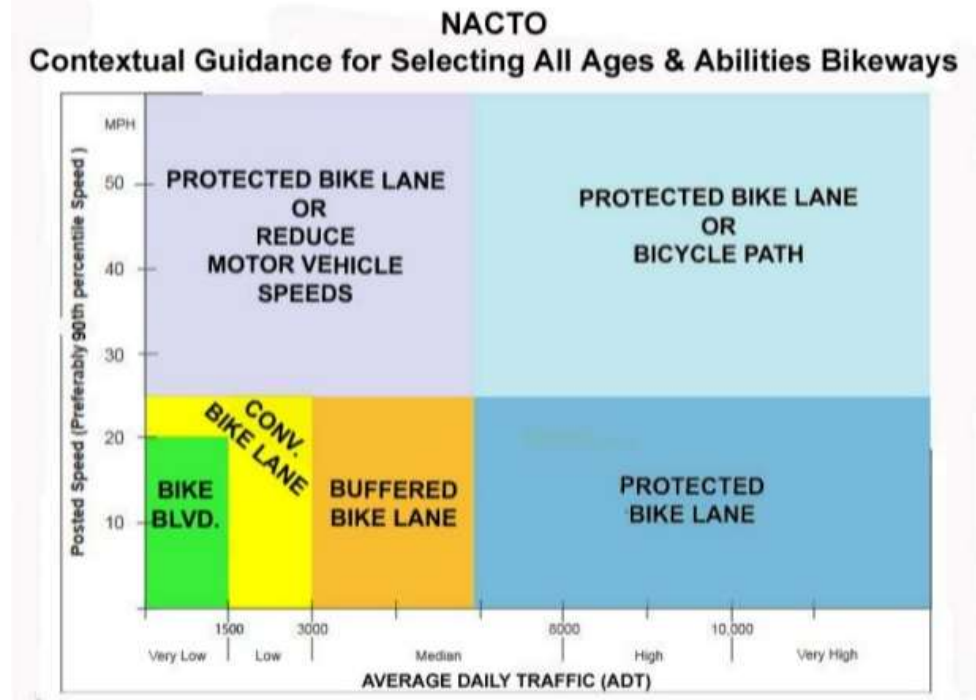 NACTO
Contextual Guidance for Selecting All Ages & Abilities Bikeways
Posted Speed (Preferably 90th percentile Speed )
MPH
50
40
30
20
10
PROTECTED BIKE LANE
OR
REDUCE
MOTOR VEHICLE
SPEEDS
PROTECTED BIKE LANE
OR
BICYCLE PATH
CONV.
BIKE LANE
BIKE
BLVD.
BUFFERED
BIKE LANE
PROTECTED
BIKE LANE
1500 3000 6000 10,000
Very Low Low Median High Very High
AVERAGE DAILY TRAFFIC (ADT)